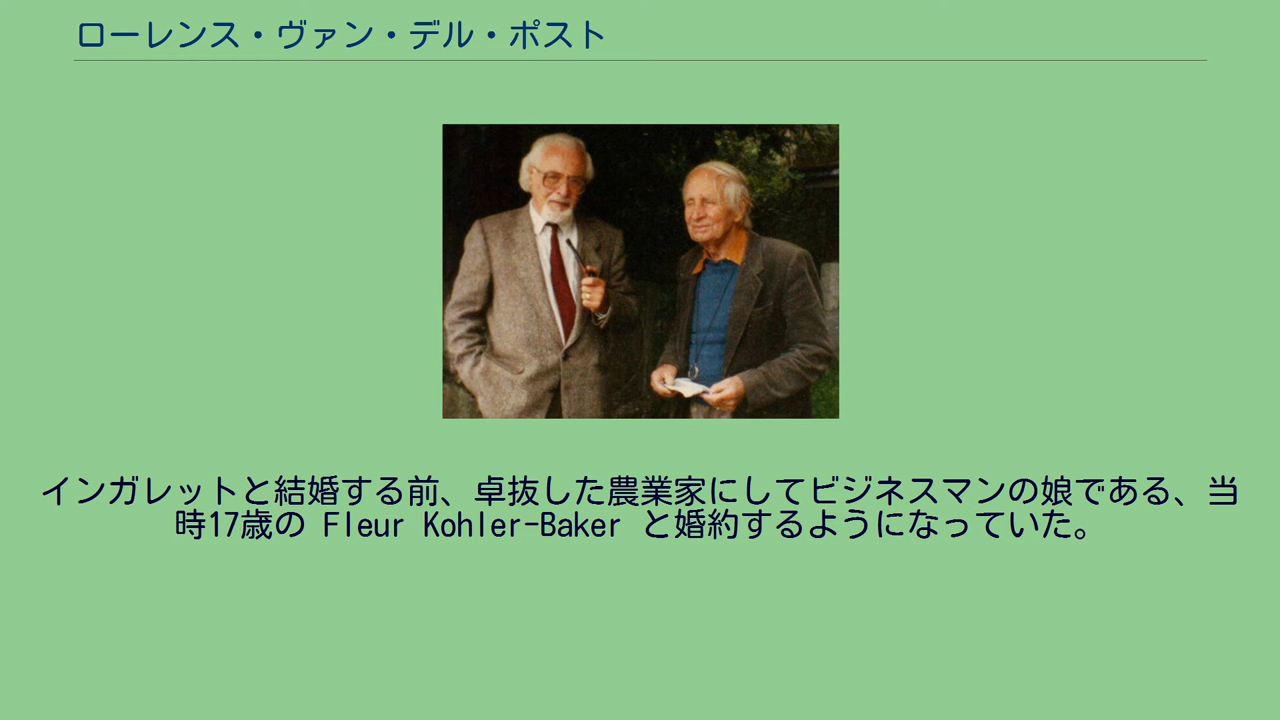 ローレンス・ヴァン・デル・ポスト
インガレットと結婚する前、卓抜した農業家にしてビジネスマンの娘である、当
時17歳の Fleur Kohler-Baker と婚約するようになっていた。